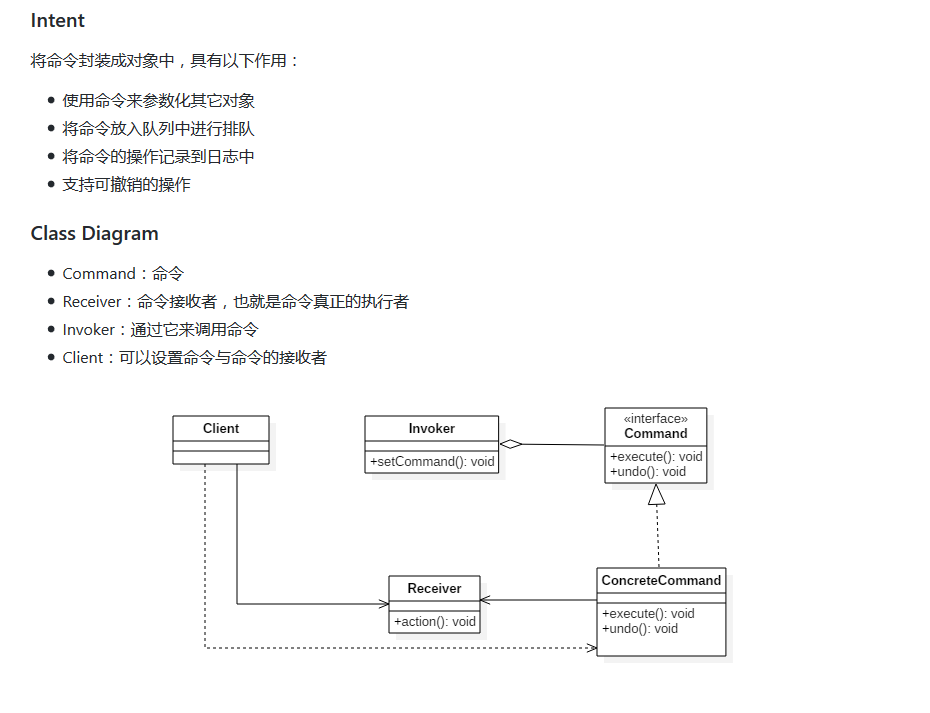 Intent
将命令封装成对象中，具有以下作用：
使用命令来参数化其它对象
将命令放入队列中进行排队
将命令的操作记录到日志中
支持可撤销的操作
Class Diagram
Command：命令
Receiver：命令接收者，也就是命令真正的执行者
Invoker：通过它来调用命令
Client：可以设置命令与命令的接收者
Client
Invoker
+setCommand(): void
«interface»
Command
+execute(): void
+undo(): void
Receiver
+action(): void
ConcreteCommand
+execute(): void
+undo(): void